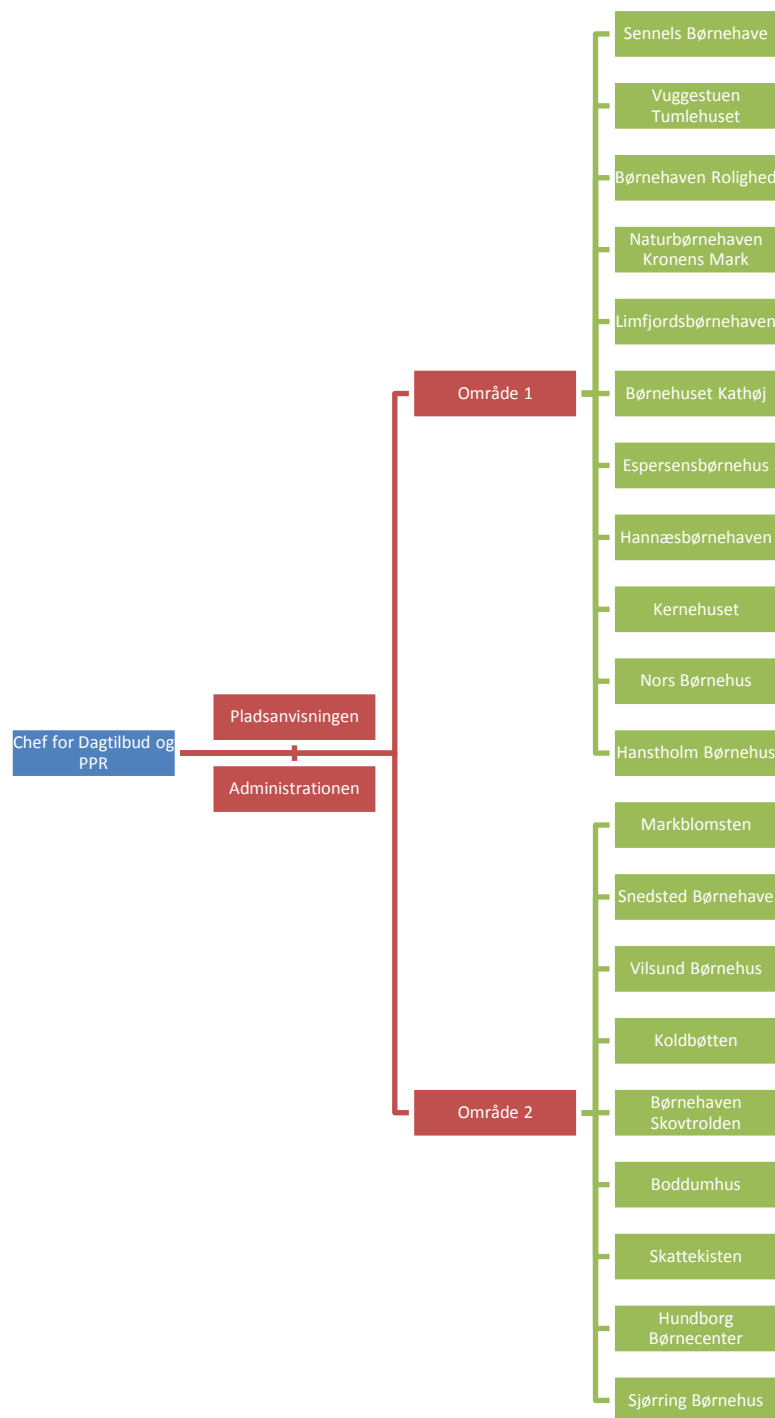 Chef for Dagtilbud og
PPR
Pladsanvisningen
Administrationen
Område 1
Sennels Børnehave
Vuggestuen
Tumlehuset
Børnehaven Rolighed
Naturbørnehaven
Kronens Mark
Limfjordsbørnehaven
Børnehuset Kathøj
Espersensbørnehus
Hannæsbørnehaven
Kernehuset
Nors Børnehus
Hanstholm Børnehus
Område 2
Markblomsten
Snedsted Børnehave
Vilsund Børnehus
Koldbøtten
Børnehaven
Skovtrolden
Boddumhus
Skattekisten
Hundborg
Børnecenter
Sjørring Børnehus